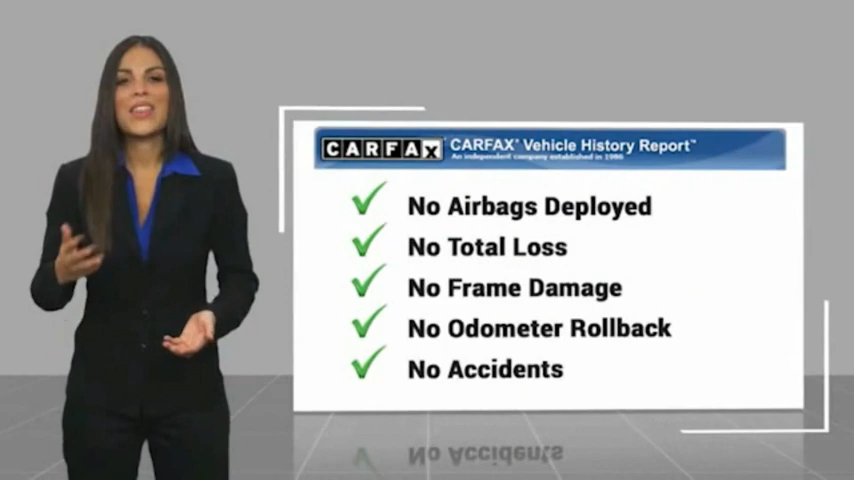 CARFAX CARFAX® Vehicle History Report™
An independent company established in 1986
No Airbags Deployed
No Total Loss
No Frame Damage
No Odometer Rollback
No Accidents
No Accidents